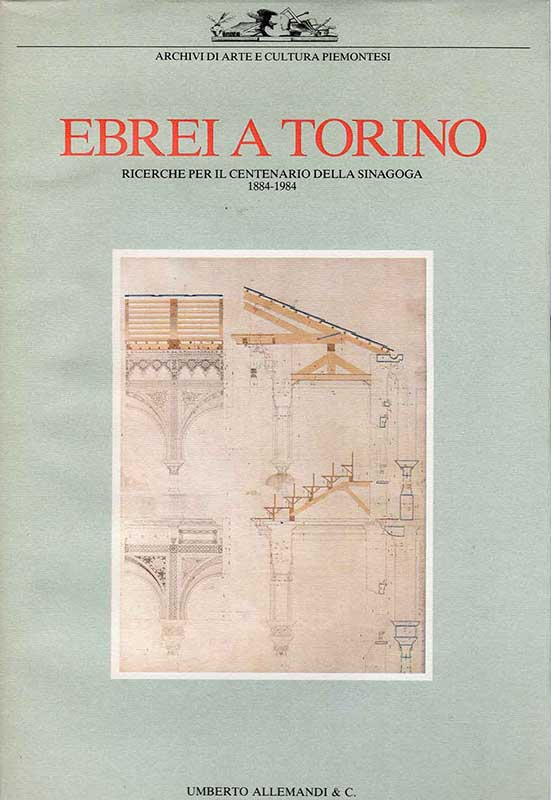 ARCHIVI DI ARTE E CULTURA PIEMONTESI
EBREI A TORINO
RICERCHE PER IL CENTENARIO DELLA SINAGOGA
1884-1984
UMBERTO ALLEMANDI & C.